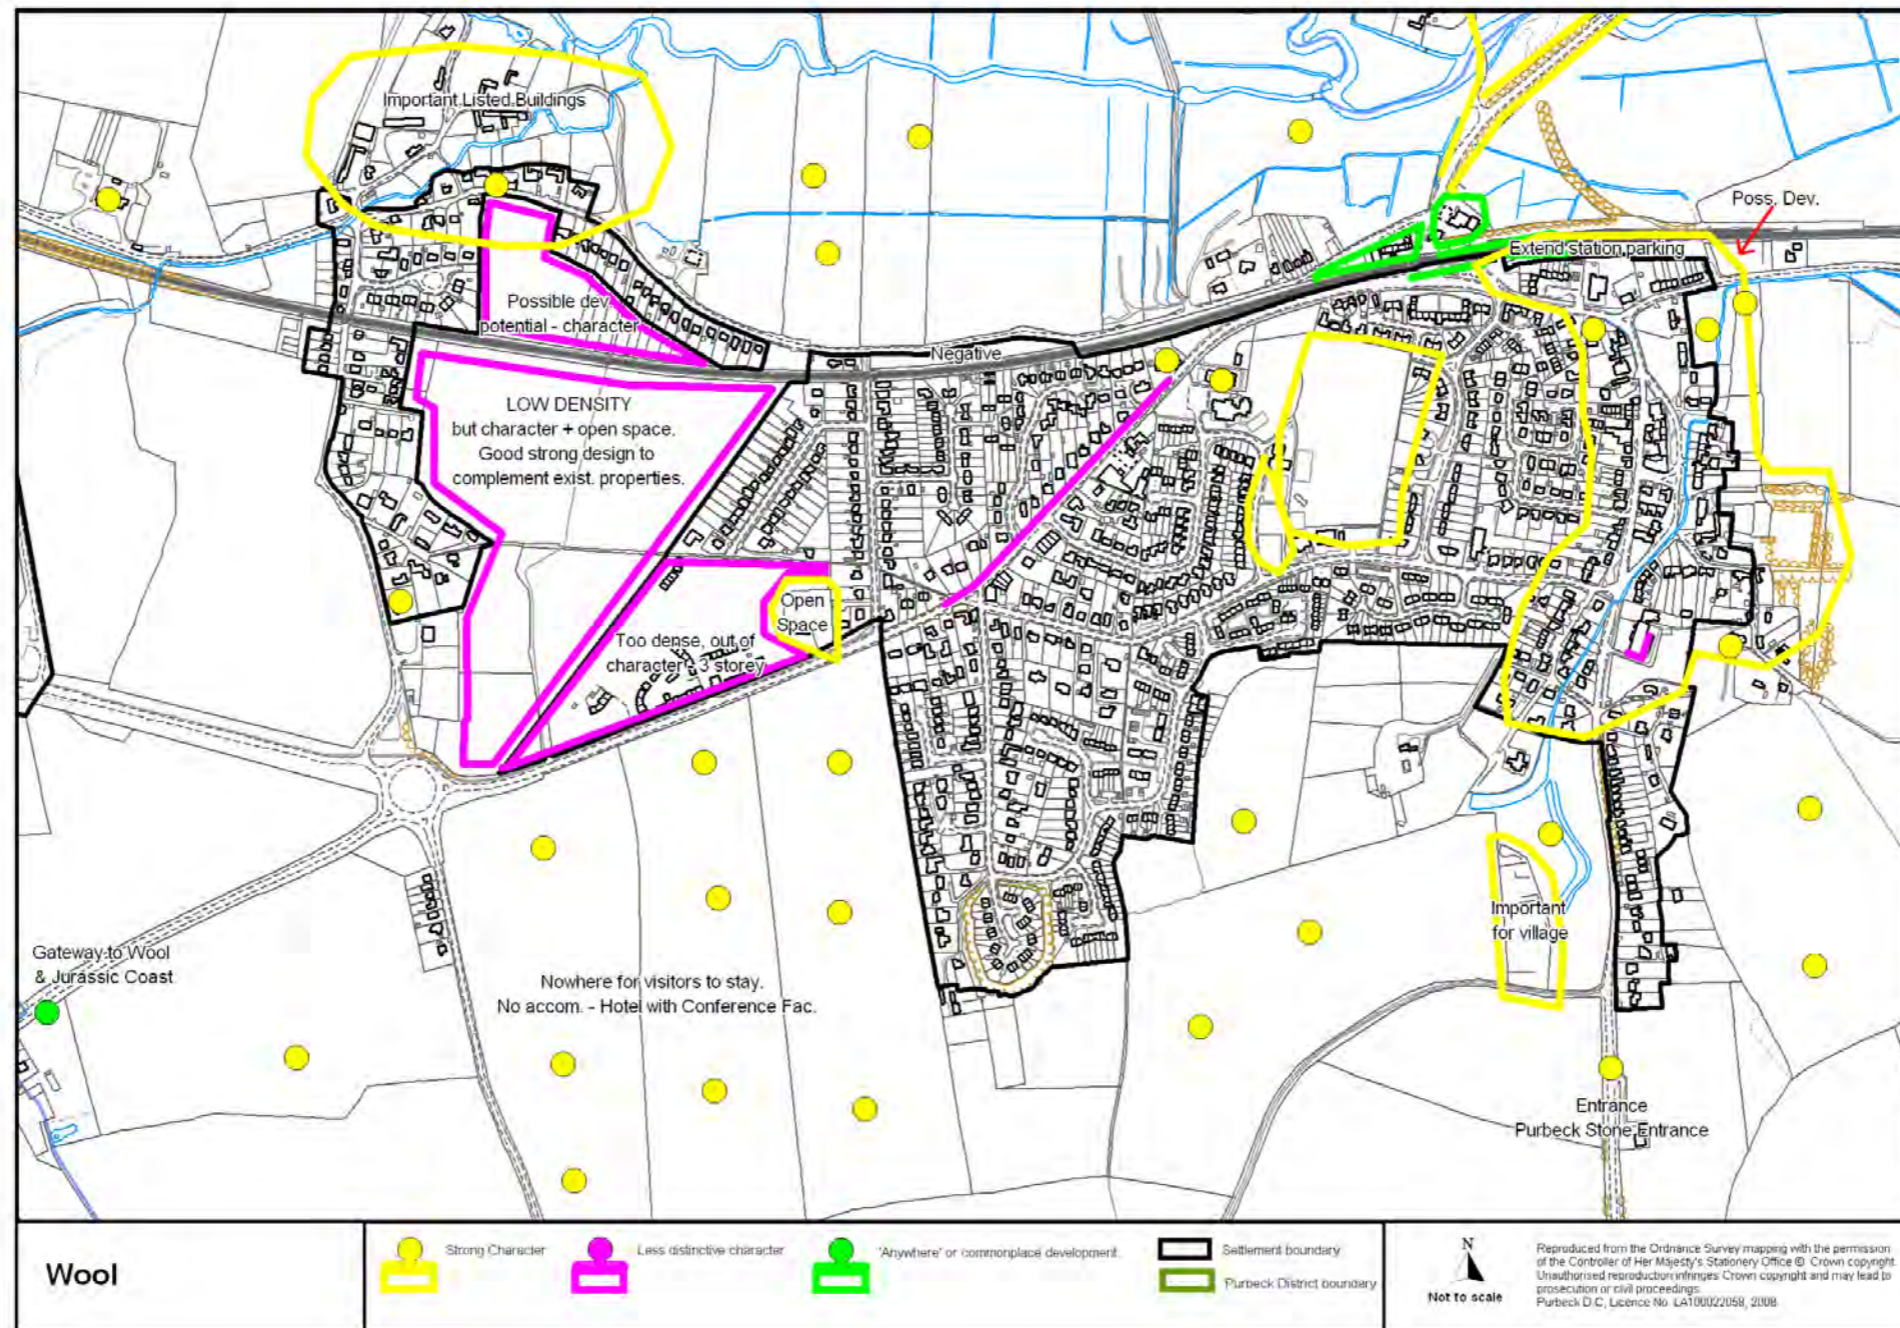 Important Listed Buildings
Poss. Dev.
Extend station parking
Possible dev.
potential - character
Negative
LOW DENSITY
but character + open space.
Good strong design to
complement exist. properties.
Open
Space
Too dense, out of
character - 3 storey
Important
for village
Gateway to Wool
& Jurassic Coast
Nowhere for visitors to stay.
No accom. - Hotel with Conference Fac.
Entrance
Purbeck Stone Entrance
Wool
Strong Character
Less distinctive character
'Anywhere' or commonplace development.
Settlement boundary
Purbeck District boundary
N
Not to scale
Reproduced from the Ordnance Survey mapping with the permission
of the Controller of Her Majesty's Stationery Office © Crown copyright.
Unauthorised reproduction infringes Crown copyright and may lead to
prosecution or civil proceedings.
Purbeck D.C, Licence No. LA100022058, 2008.